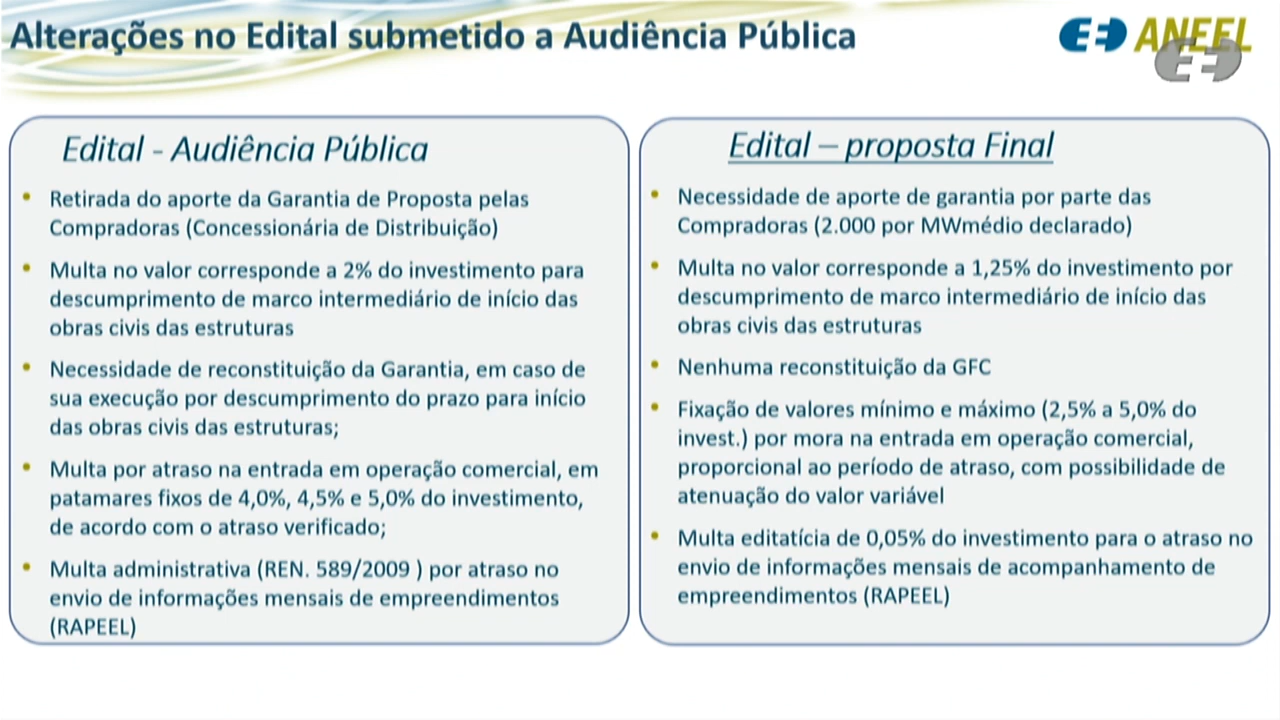 Alterações no Edital submetido a Audiência Pública
ANEEL
Edital - Audiência Pública
• Retirada do aporte da Garantia de Proposta pelas
Compradoras (Concessionária de Distribuição)
• Multa no valor corresponde a 2% do investimento para
descumprimento de marco intermediário de início das
obras civis das estruturas
• Necessidade de reconstituição da Garantia, em caso de
sua execução por descumprimento do prazo para início
das obras civis das estruturas;
• Multa por atraso na entrada em operação comercial, em
patamares fixos de 4,0%, 4,5% e 5,0% do investimento,
de acordo com o atraso verificado;
• Multa administrativa (REN. 589/2009 ) por atraso no
envio de informações mensais de empreendimentos
(RAPEEL)
Edital – proposta Final
• Necessidade de aporte de garantia por parte das
Compradoras (2.000 por MWmédio declarado)
• Multa no valor corresponde a 1,25% do investimento por
descumprimento de marco intermediário de início das
obras civis das estruturas
• Nenhuma reconstituição da GFC
• Fixação de valores mínimo e máximo (2,5% a 5,0% do
invest.) por mora na entrada em operação comercial,
proporcional ao período de atraso, com possibilidade de
atenuação do valor variável
• Multa editatícia de 0,05% do investimento para o atraso no
envio de informações mensais de acompanhamento de
empreendimentos (RAPEEL)